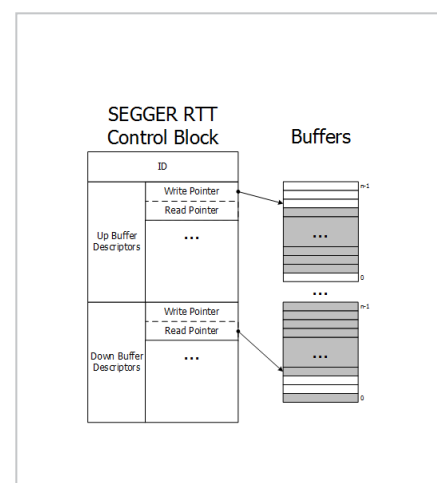 SEGGER RTT
Control Block
Buffers
ID
Write Pointer
Read Pointer
...
Up Buffer
Descriptors
Write Pointer
Read Pointer
...
Down Buffer
Descriptors
n-1
...
0
...
n-1
...
0